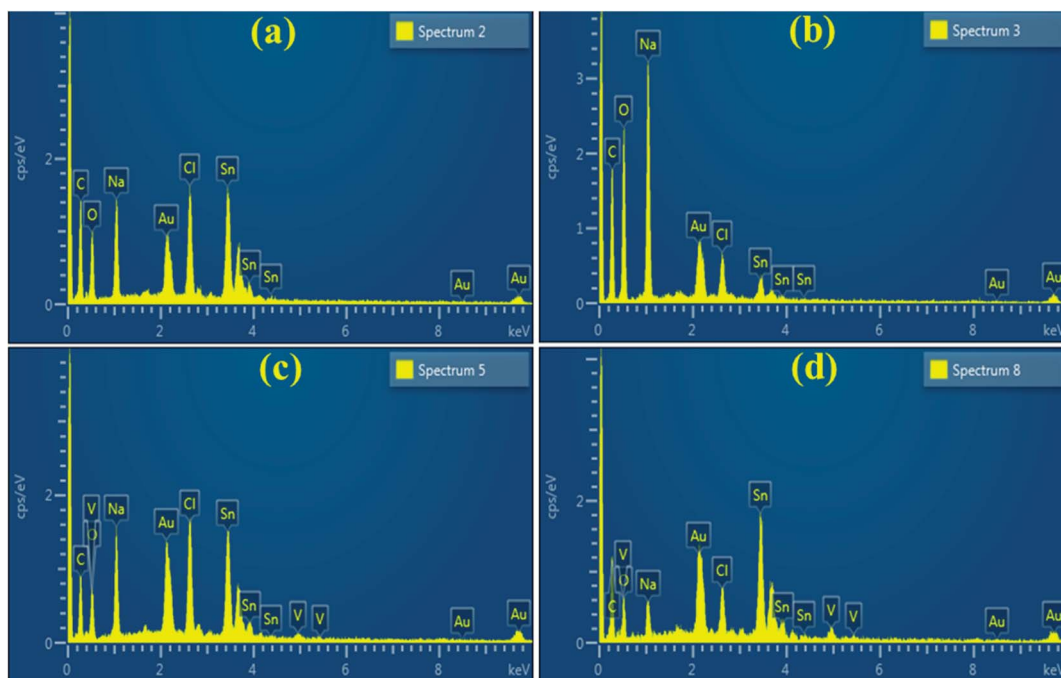 (a)
Spectrum 2
cps/eV
2
0
C
O
Na
Au
Cl
Sn
Sn
Sn
Au
Au
0 2 4 6 8 keV
(b)
Spectrum 3
cps/eV
3
2
1
0
C
O
Na
Au
Cl
Sn
Sn
Sn
Au
Au
0 2 4 6 8 keV
(c)
Spectrum 5
cps/eV
2
0
C
V
O
Na
Au
Cl
Sn
Sn
Sn
V
V
Au
Au
0 2 4 6 8 keV
(d)
Spectrum 8
cps/eV
2
0
C
V
O
Na
Au
Cl
Sn
Sn
Sn
V
V
Au
Au
0 2 4 6 8 keV